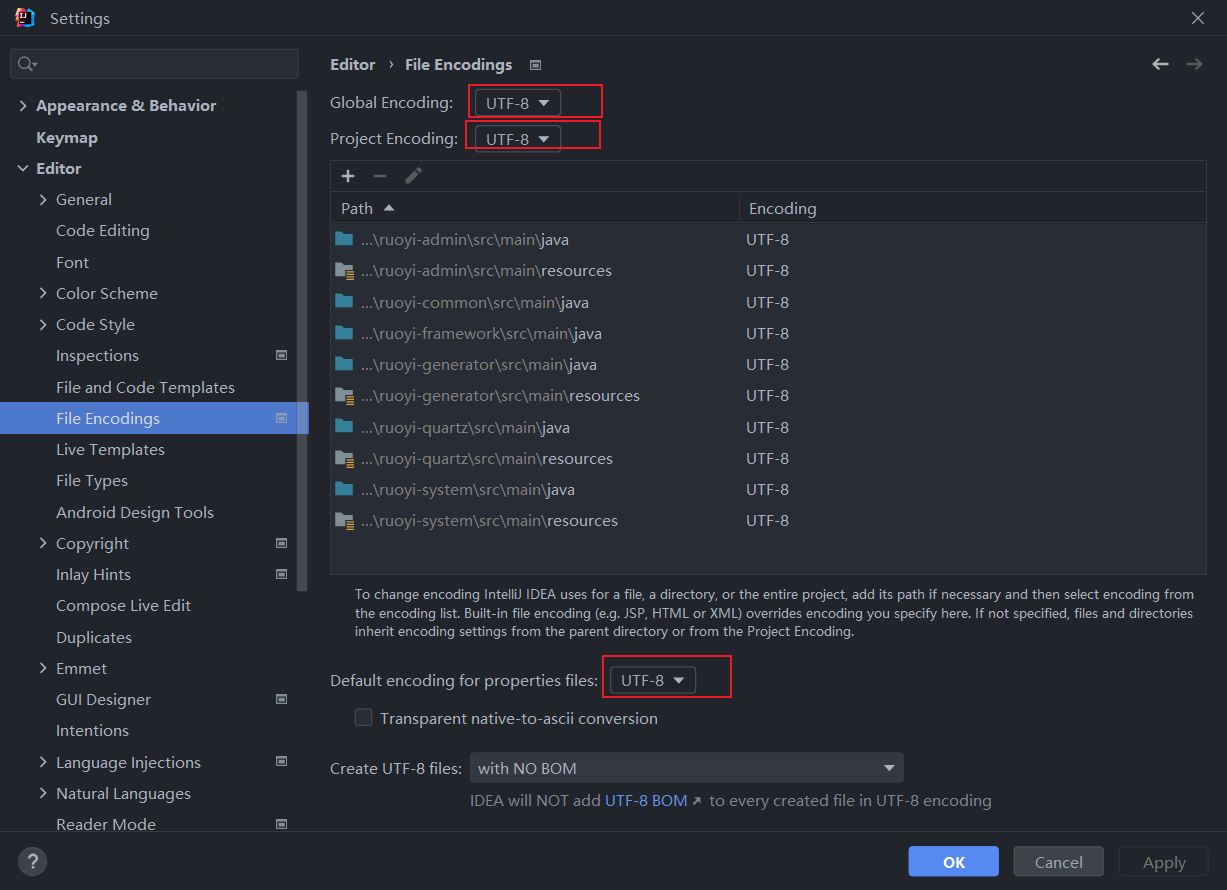 Settings
Editor › File Encodings
Global Encoding: UTF-8
Project Encoding: UTF-8
Appearance & Behavior
Keymap
Editor
General
Code Editing
Font
Color Scheme
Code Style
Inspections
File and Code Templates
File Encodings
Live Templates
File Types
Android Design Tools
Copyright
Inlay Hints
Compose Live Edit
Duplicates
Emmet
GUI Designer
Intentions
Language Injections
Natural Languages
Reader Mode
Path Encoding
...\ruoyi-admin\src\main\java UTF-8
...\ruoyi-admin\src\main\resources UTF-8
...\ruoyi-common\src\main\java UTF-8
...\ruoyi-framework\src\main\java UTF-8
...\ruoyi-generator\src\main\java UTF-8
...\ruoyi-generator\src\main\resources UTF-8
...\ruoyi-quartz\src\main\java UTF-8
...\ruoyi-quartz\src\main\resources UTF-8
...\ruoyi-system\src\main\java UTF-8
...\ruoyi-system\src\main\resources UTF-8
To change encoding IntelliJ IDEA uses for a file, a directory, or the entire project, add its path if necessary and then select encoding from
the encoding list. Built-in file encoding (e.g. JSP, HTML or XML) overrides encoding you specify here. If not specified, files and directories
inherit encoding settings from the parent directory or from the Project Encoding.
Default encoding for properties files: UTF-8
Transparent native-to-ascii conversion
Create UTF-8 files: with NO BOM
IDEA will NOT add UTF-8 BOM ↗ to every created file in UTF-8 encoding
?
OK
Cancel
Apply